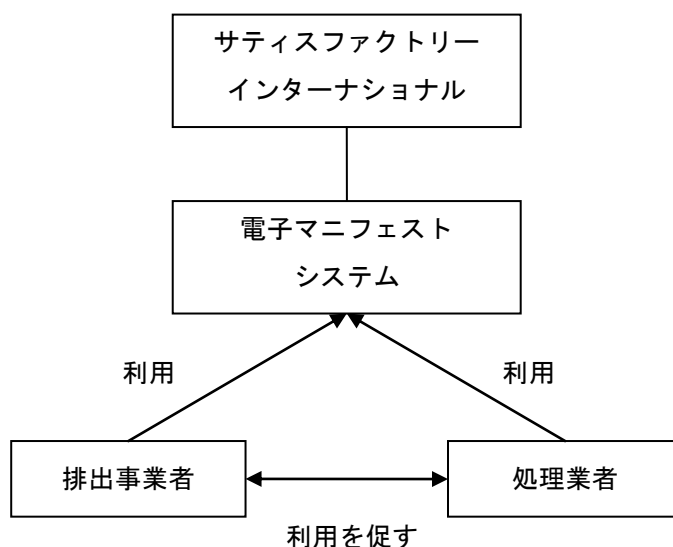 サティスファクトリー
インターナショナル
電子マニフェスト
システム
利用
利用
排出事業者
処理業者
利用を促す